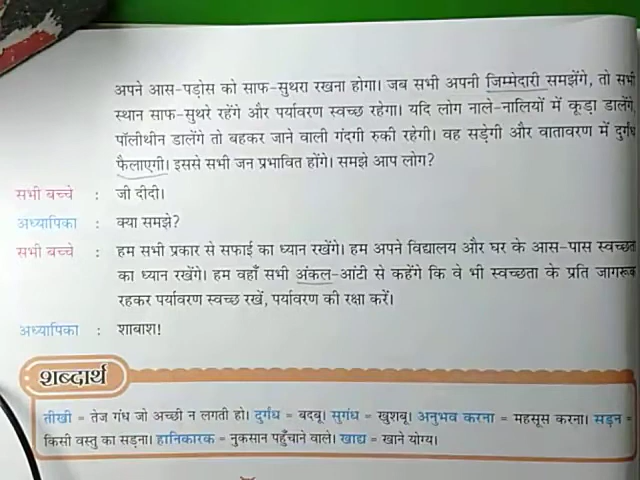 अपने आस-पड़ोस को साफ-सुथरा रखना होगा। जब सभी अपनी जिम्मेदारी समझेंगे, तो सभी
स्थान साफ-सुथरे रहेंगे और पर्यावरण स्वच्छ रहेगा। यदि लोग नाले-नालियों में कूड़ा डालेंगे,
पॉलीथीन डालेंगे तो बहकर जाने वाली गंदगी रुकी रहेगी। वह सड़ेगी और वातावरण में दुर्गंध
फैलाएगी। इससे सभी जन प्रभावित होंगे। समझे आप लोग?
सभी बच्चे : जी दीदी।
अध्यापिका : क्या समझे?
सभी बच्चे : हम सभी प्रकार से सफाई का ध्यान रखेंगे। हम अपने विद्यालय और घर के आस-पास स्वच्छता
का ध्यान रखेंगे। हम वहाँ सभी अंकल-आंटी से कहेंगे कि वे भी स्वच्छता के प्रति जागरूक
रहकर पर्यावरण स्वच्छ रखें, पर्यावरण की रक्षा करें।
अध्यापिका : शाबाश!
शब्दार्थ
तीखी = तेज गंध जो अच्छी न लगती हो। दुर्गंध = बदबू। सुगंध = खुशबू। अनुभव करना = महसूस करना। सड़न =
किसी वस्तु का सड़ना। हानिकारक = नुकसान पहुँचाने वाले। खाद्य = खाने योग्य।